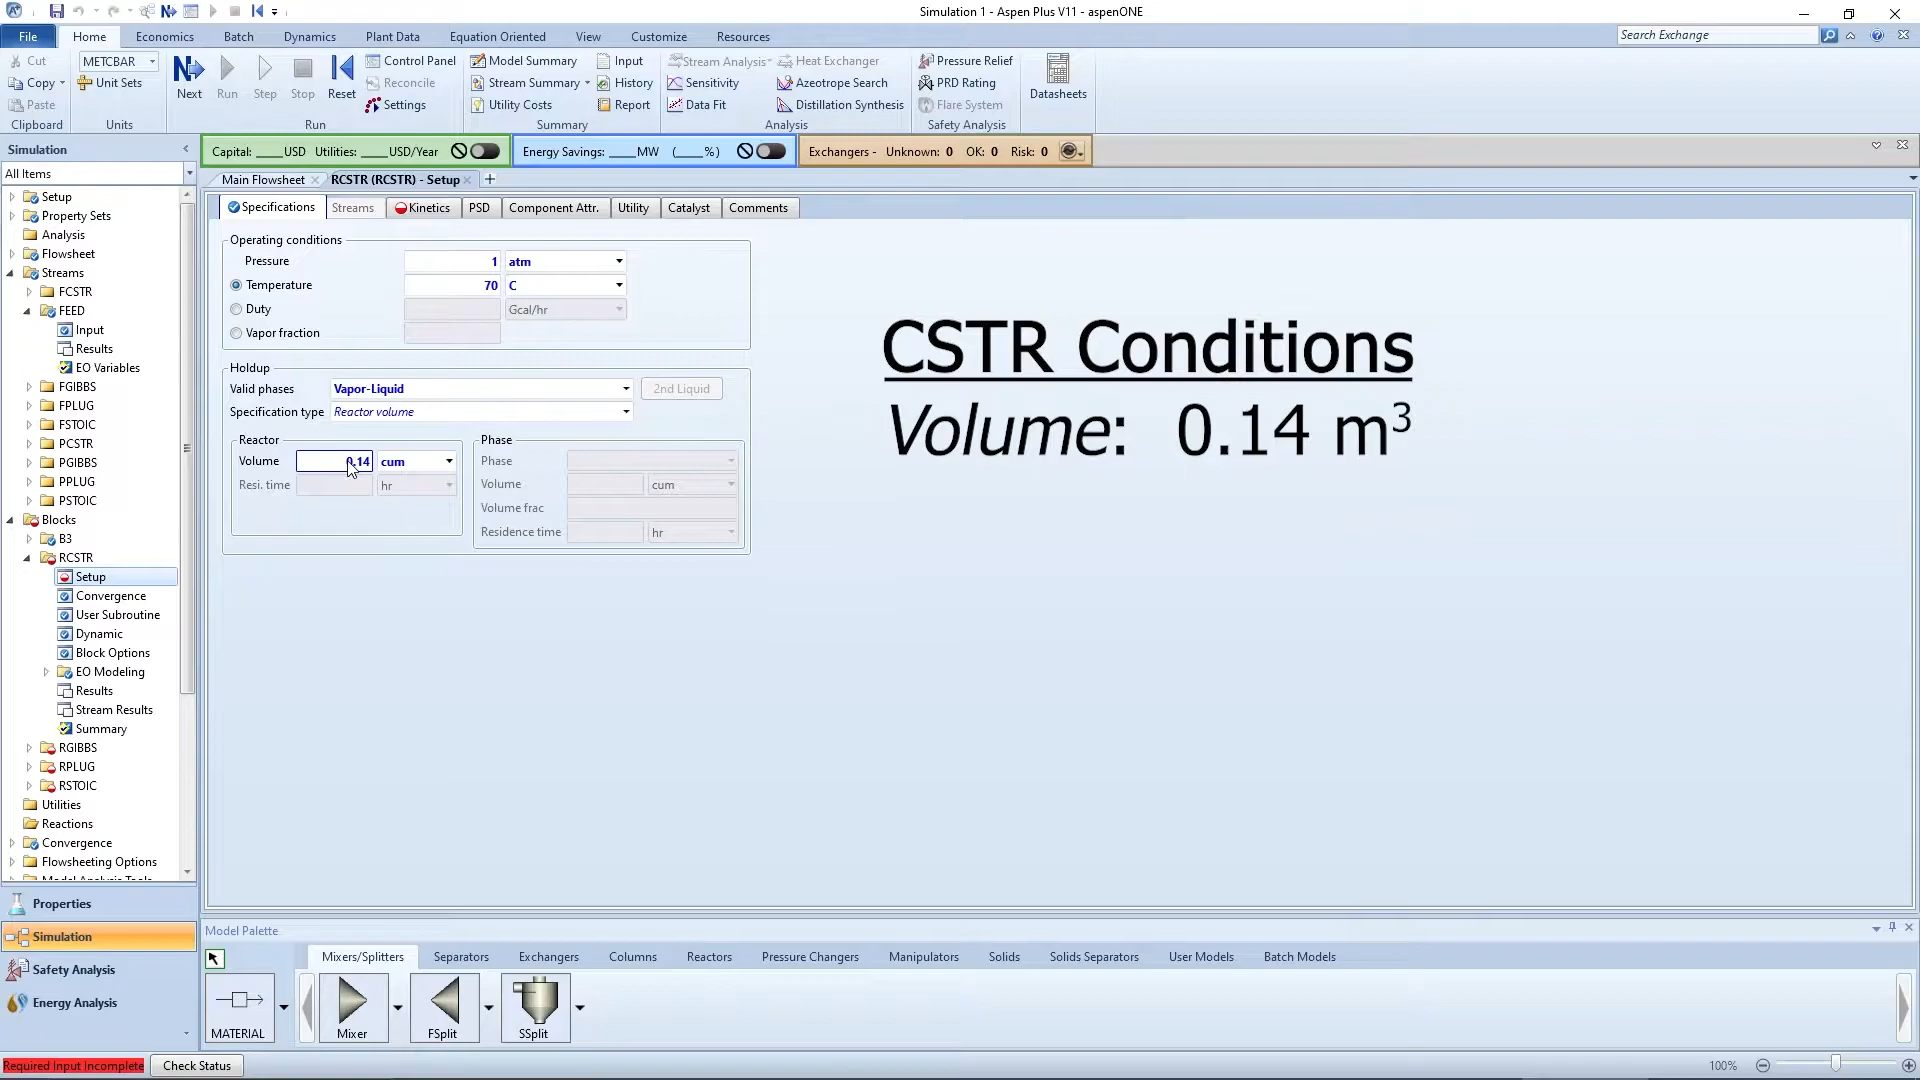 Simulation 1 - Aspen Plus V11 - aspenONE
File Home Economics Batch Dynamics Plant Data Equation Oriented View Customize Resources Search Exchange
Cut METCBAR Control Panel Model Summary Input Stream Analysis Heat Exchanger Pressure Relief
Copy Unit Sets Next Run Step Stop Reset Reconcile Stream Summary History Sensitivity Azeotrope Search PRD Rating Datasheets
Paste Settings Utility Costs Report Data Fit Distillation Synthesis Flare System
Clipboard Units Run Summary Analysis Safety Analysis
Simulation
Capital: ____USD Utilities: ____USD/Year Energy Savings: ____MW (____%) Exchangers - Unknown: 0 OK: 0 Risk: 0
All Items
Main Flowsheet RCSTR (RCSTR) - Setup +
Setup
Property Sets
Analysis
Flowsheet
Streams
FCSTR
FEED
Input
Results
EO Variables
FGIBBS
FPLUG
FSTOIC
PCSTR
PGIBBS
PPLUG
PSTOIC
Blocks
B3
RCSTR
Setup
Convergence
User Subroutine
Dynamic
Block Options
EO Modeling
Results
Stream Results
Summary
RGIBBS
RPLUG
RSTOIC
Utilities
Reactions
Convergence
Flowsheeting Options
Model Analysis Tools
Properties
Simulation
Safety Analysis
Energy Analysis
Specifications Streams Kinetics PSD Component Attr. Utility Catalyst Comments
Operating conditions
Pressure 1 atm
Temperature 70 C
Duty Gcal/hr
Vapor fraction
Holdup
Valid phases Vapor-Liquid 2nd Liquid
Specification type Reactor volume
Reactor
Volume 0.14 cum
Resi. time hr
Phase
Phase
Volume cum
Volume frac
Residence time hr
CSTR Conditions
Volume: 0.14 m³
Model Palette
Mixers/Splitters Separators Exchangers Columns Reactors Pressure Changers Manipulators Solids Solids Separators User Models Batch Models
MATERIAL Mixer FSplit SSplit
Required Input Incomplete Check Status 100%